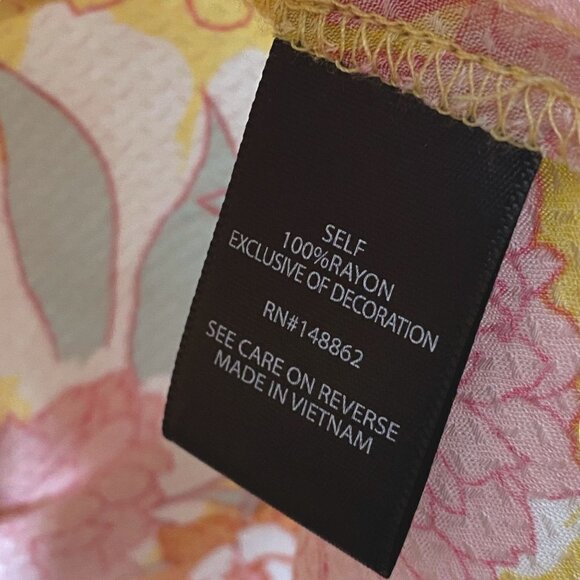 SELF
100%RAYON
EXCLUSIVE OF DECORATION
RN#148862
SEE CARE ON REVERSE
MADE IN VIETNAM